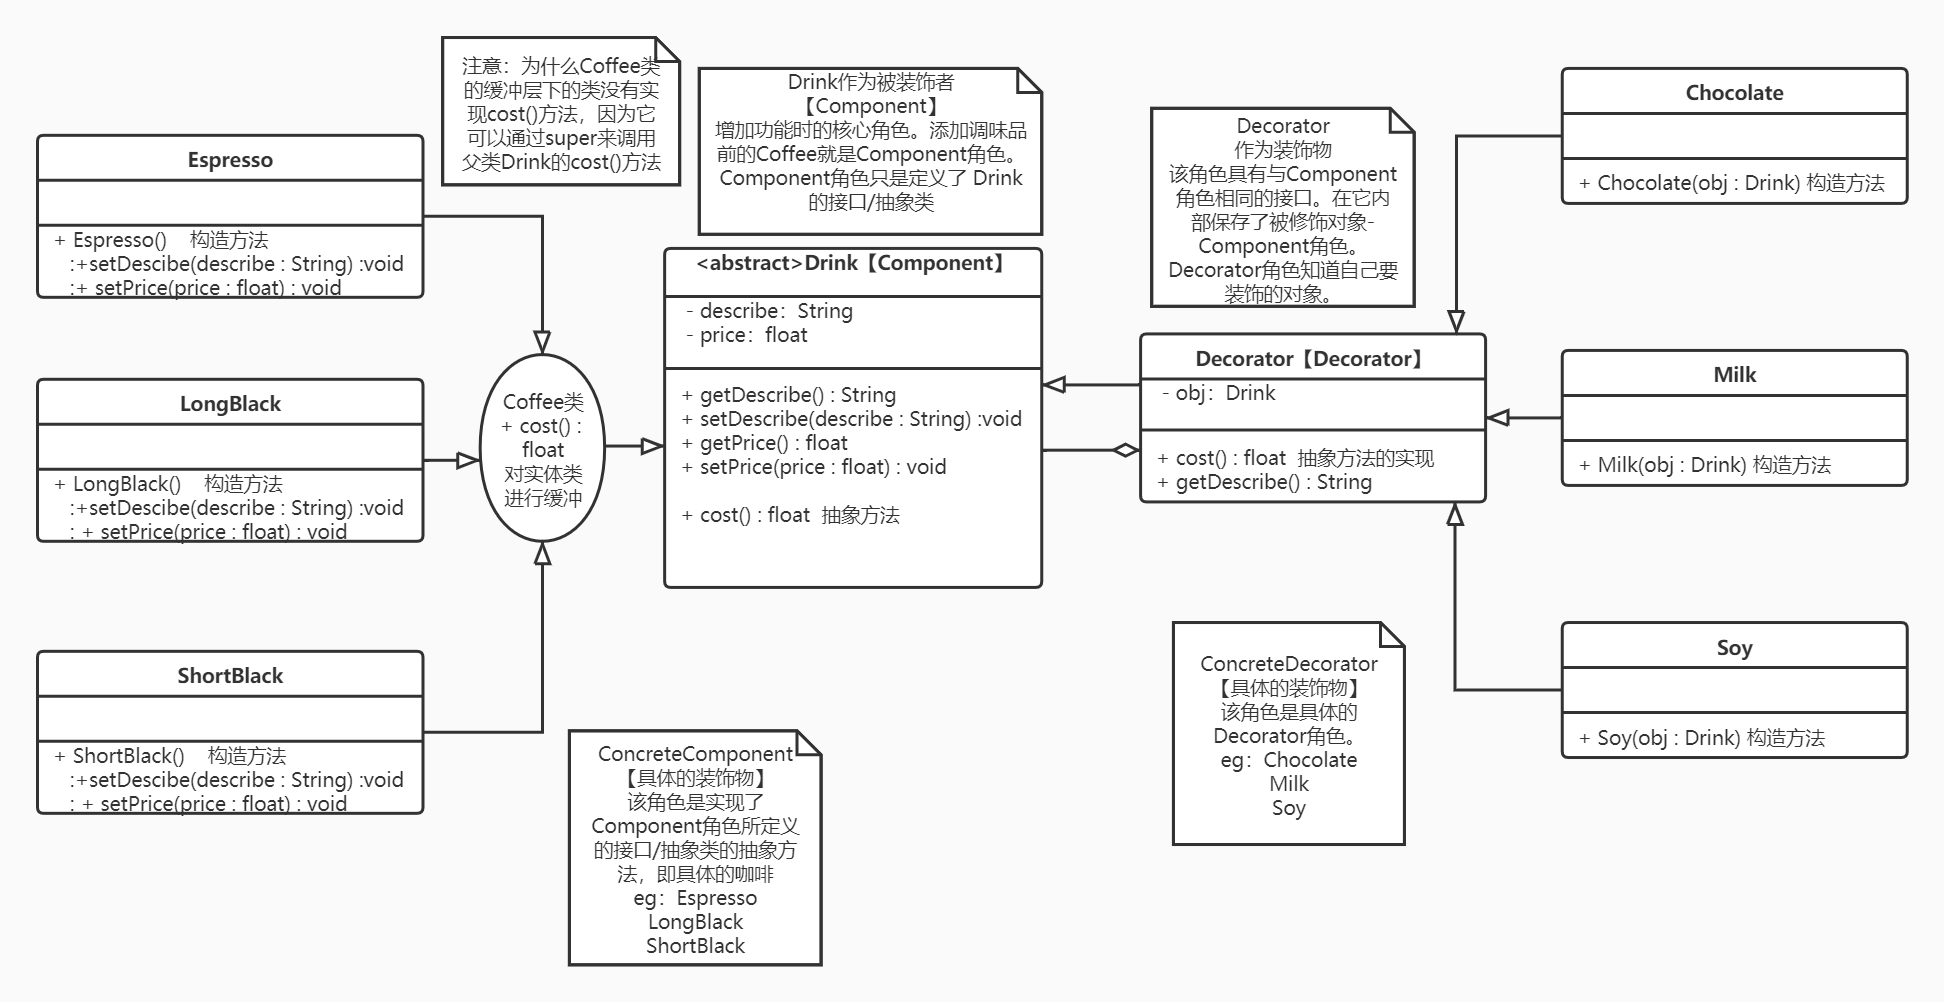 注意：为什么Coffee类
的缓冲层下的类没有实
现cost()方法，因为它
可以通过super来调用
父类Drink的cost()方法
Drink作为被装饰者
【Component】
增加功能时的核心角色。添加调味品
前的Coffee就是Component角色。
Component角色只是定义了 Drink
的接口/抽象类
Decorator
作为装饰物
该角色具有与Component
角色相同的接口。在它内
部保存了被修饰对象-
Component角色。
Decorator角色知道自己要
装饰的对象。
Chocolate
+ Chocolate(obj : Drink) 构造方法
Espresso
+ Espresso() 构造方法
:+setDescibe(describe : String) :void
:+ setPrice(price : float) : void
LongBlack
+ LongBlack() 构造方法
:+setDescibe(describe : String) :void
: + setPrice(price : float) : void
ShortBlack
+ ShortBlack() 构造方法
:+setDescibe(describe : String) :void
: + setPrice(price : float) : void
Coffee类
+ cost() :
float
对实体类
进行缓冲
<abstract>Drink【Component】
- describe：String
- price：float
+ getDescribe() : String
+ setDescribe(describe : String) :void
+ getPrice() : float
+ setPrice(price : float) : void
+ cost() : float 抽象方法
Decorator【Decorator】
- obj：Drink
+ cost() : float 抽象方法的实现
+ getDescribe() : String
Milk
+ Milk(obj : Drink) 构造方法
Soy
+ Soy(obj : Drink) 构造方法
ConcreteComponent
【具体的装饰物】
该角色是实现了
Component角色所定义
的接口/抽象类的抽象方
法，即具体的咖啡
eg：Espresso
LongBlack
ShortBlack
ConcreteDecorator
【具体的装饰物】
该角色是具体的
Decorator角色。
eg：Chocolate
Milk
Soy